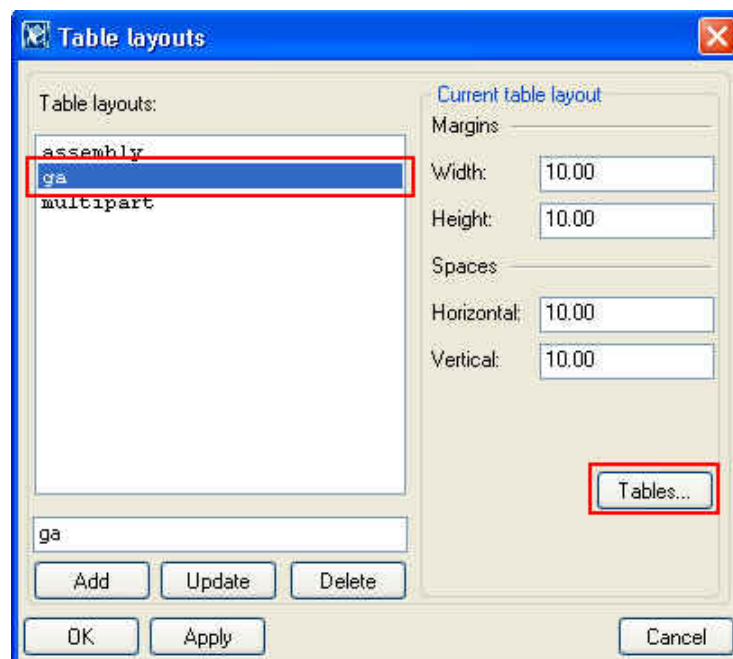 Table layouts
Table layouts:
assembly
ga
multipart
ga
Add Update Delete
Current table layout
Margins
Width: 10.00
Height: 10.00
Spaces
Horizontal: 10.00
Vertical: 10.00
Tables...
OK Apply Cancel